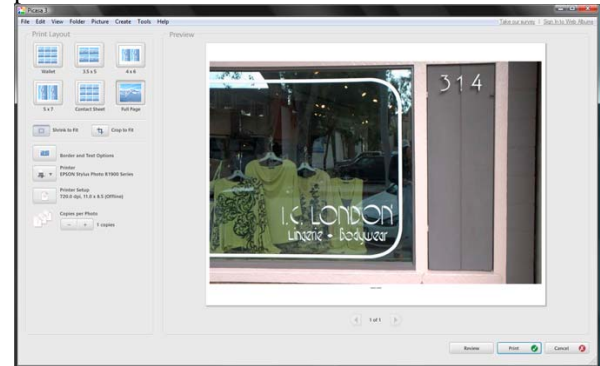 Picasa 3
File Edit View Folder Picture Create Tools Help
Take our survey | Sign In to Web Albums
Print Layout
Preview
Wallet
3.5 x 5
4 x 6
5 x 7
Contact Sheet
Full Page
Shrink to Fit
Crop to Fit
Border and Text Options
Printer
EPSON Stylus Photo R1900 Series
Printer Setup
720.0 dpi, 11.0 x 8.5 (Offline)
Copies per Photo
- + 1 copies
314
I.C. LONDON
Lingerie - Bodywear
1 of 1
Review
Print
Cancel